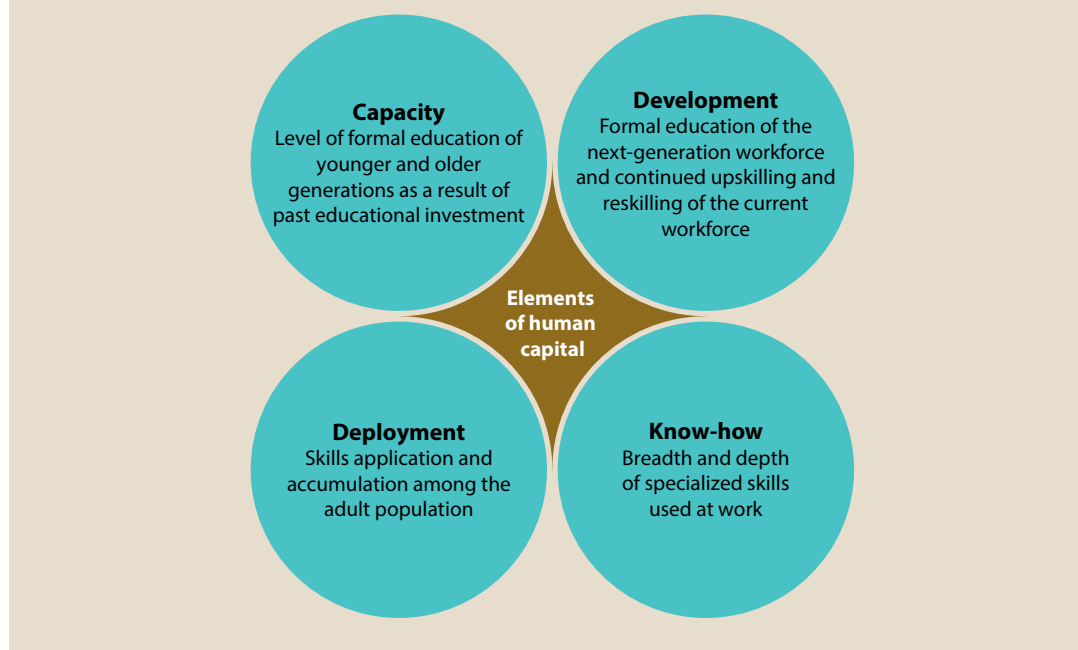 Capacity
Level of formal education of
younger and older
generations as a result of
past educational investment
Development
Formal education of the
next-generation workforce
and continued upskilling and
reskilling of the current
workforce
Elements
of human
capital
Deployment
Skills application and
accumulation among the
adult population
Know-how
Breadth and depth
of specialized skills
used at work